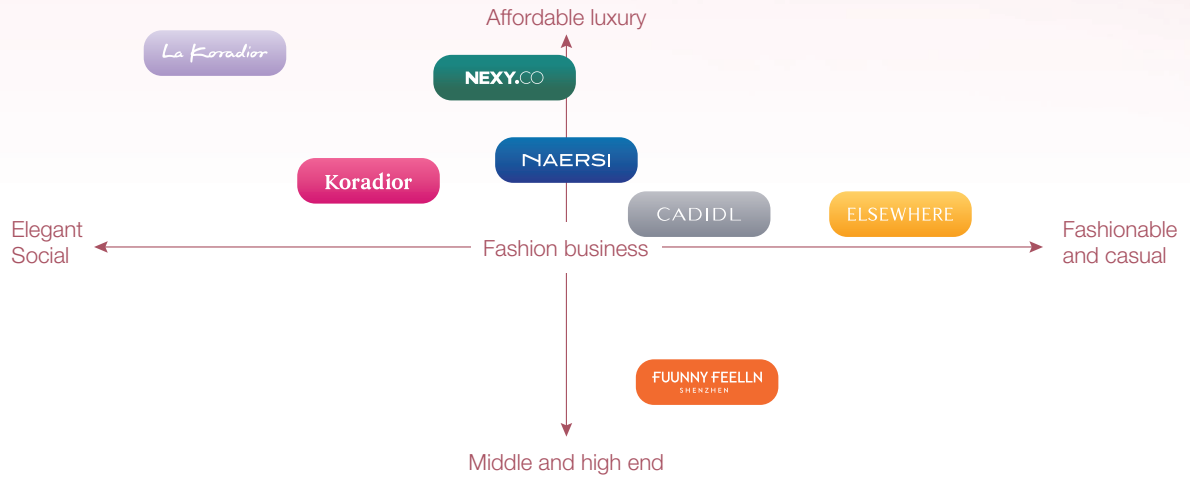 Affordable luxury
La Koradior
NEXY.CO
NAERSI
Koradior
CADIDL
ELSEWHERE
Elegant
Social
Fashion business
Fashionable
and casual
FUUNNY FEELLN
SHENZHEN
Middle and high end